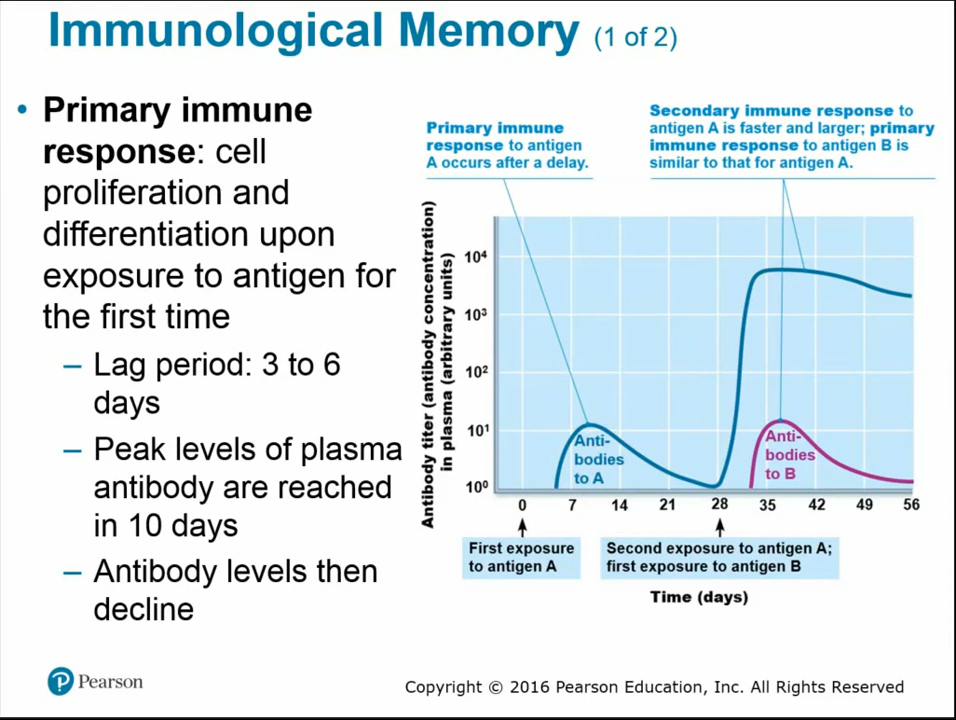 Immunological Memory (1 of 2)
• Primary immune
response: cell
proliferation and
differentiation upon
exposure to antigen for
the first time
– Lag period: 3 to 6
days
– Peak levels of plasma
antibody are reached
in 10 days
– Antibody levels then
decline
Primary immune
response to antigen
A occurs after a delay.
Secondary immune response to
antigen A is faster and larger; primary
immune response to antigen B is
similar to that for antigen A.
Antibody titer (antibody concentration)
in plasma (arbitrary units)
10⁴
10³
10²
10¹
10⁰
Anti-
bodies
to A
Anti-
bodies
to B
0 7 14 21 28 35 42 49 56
First exposure
to antigen A
Second exposure to antigen A;
first exposure to antigen B
Time (days)
P Pearson
Copyright © 2016 Pearson Education, Inc. All Rights Reserved